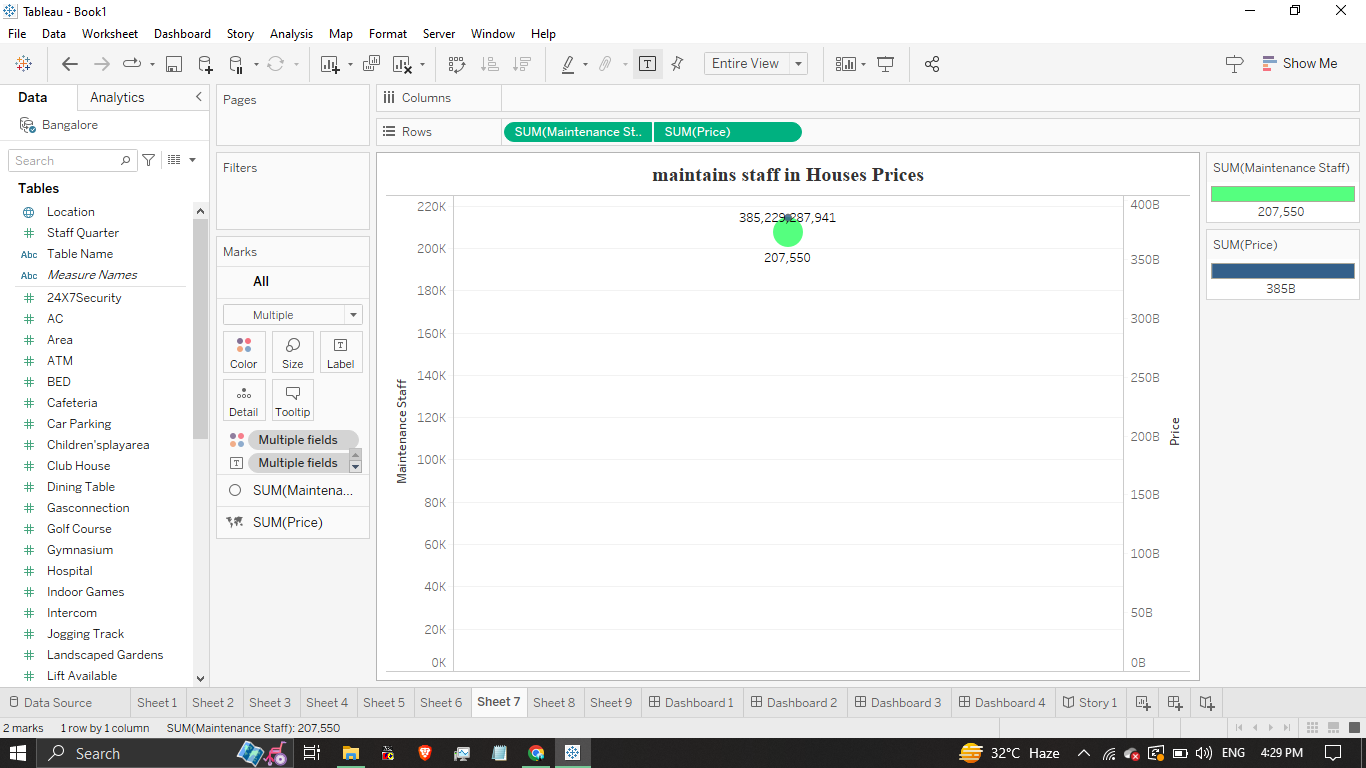 Tableau - Book1
File Data Worksheet Dashboard Story Analysis Map Format Server Window Help
Entire View
Show Me
Data Analytics
Bangalore
Search
Tables
Location
Staff Quarter
Abc Table Name
Abc Measure Names
24X7Security
AC
Area
ATM
BED
Cafeteria
Car Parking
Children'splayarea
Club House
Dining Table
Gasconnection
Golf Course
Gymnasium
Hospital
Indoor Games
Intercom
Jogging Track
Landscaped Gardens
Lift Available
Pages
Filters
Marks
All
Multiple
Color Size Label
Detail Tooltip
Multiple fields
Multiple fields
SUM(Maintena...
SUM(Price)
Columns
Rows SUM(Maintenance St.. SUM(Price)
maintains staff in Houses Prices
Maintenance Staff
220K
200K
180K
160K
140K
120K
100K
80K
60K
40K
20K
0K
385,229,287,941
207,550
400B
350B
300B
250B
200B
150B
100B
50B
0B
Price
SUM(Maintenance Staff)
207,550
SUM(Price)
385B
Data Source Sheet 1 Sheet 2 Sheet 3 Sheet 4 Sheet 5 Sheet 6 Sheet 7 Sheet 8 Sheet 9 Dashboard 1 Dashboard 2 Dashboard 3 Dashboard 4 Story 1
2 marks 1 row by 1 column SUM(Maintenance Staff): 207,550
Search 32°C Haze ENG 4:29 PM